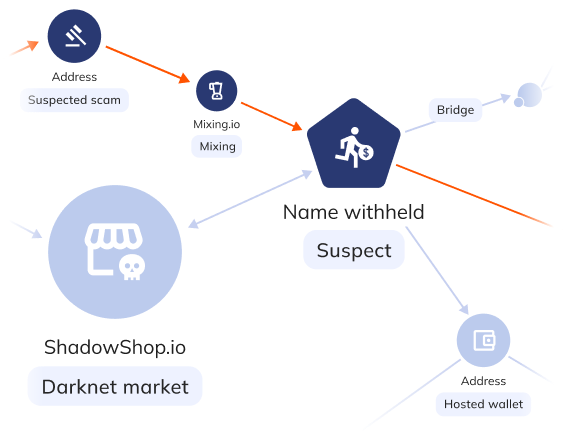 Address
Suspected scam
Mixing.io
Mixing
Bridge
$
Name withheld
Suspect
ShadowShop.io
Darknet market
Address
Hosted wallet